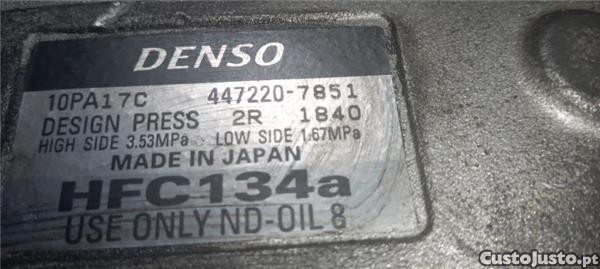 DENSO
10PA17C 447220-7851
DESIGN PRESS 2R 1840
HIGH SIDE 3.53MPa LOW SIDE 1.67MPa
MADE IN JAPAN
HFC134a
USE ONLY ND-OIL 8
CustoJusto.pt